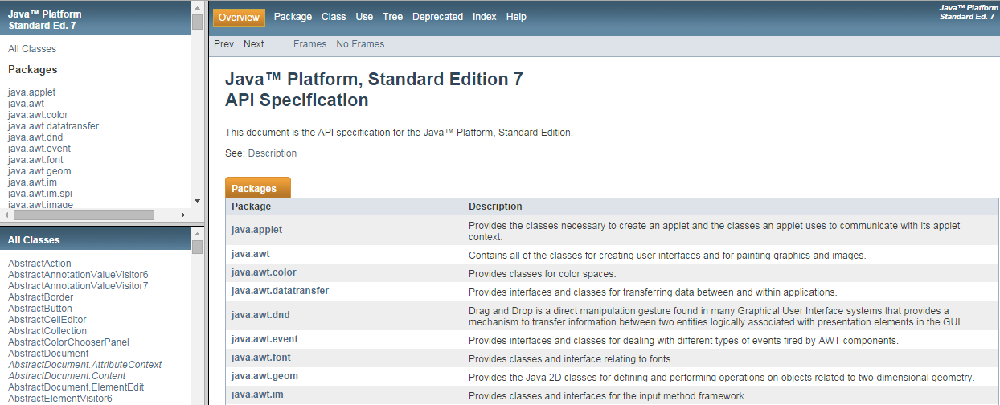 Java™ Platform
Standard Ed. 7
All Classes
Packages
java.applet
java.awt
java.awt.color
java.awt.datatransfer
java.awt.dnd
java.awt.event
java.awt.font
java.awt.geom
java.awt.im
java.awt.im.spi
java.awt.image
All Classes
AbstractAction
AbstractAnnotationValueVisitor6
AbstractAnnotationValueVisitor7
AbstractBorder
AbstractButton
AbstractCellEditor
AbstractCollection
AbstractColorChooserPanel
AbstractDocument
AbstractDocument.AttributeContext
AbstractDocument.Content
AbstractDocument.ElementEdit
AbstractElementVisitor6
Overview Package Class Use Tree Deprecated Index Help
Java™ Platform
Standard Ed. 7
Prev Next Frames No Frames
Java™ Platform, Standard Edition 7
API Specification
This document is the API specification for the Java™ Platform, Standard Edition.
See: Description
Packages
Package Description
java.applet Provides the classes necessary to create an applet and the classes an applet uses to communicate with its applet
context.
java.awt Contains all of the classes for creating user interfaces and for painting graphics and images.
java.awt.color Provides classes for color spaces.
java.awt.datatransfer Provides interfaces and classes for transferring data between and within applications.
java.awt.dnd Drag and Drop is a direct manipulation gesture found in many Graphical User Interface systems that provides a
mechanism to transfer information between two entities logically associated with presentation elements in the GUI.
java.awt.event Provides interfaces and classes for dealing with different types of events fired by AWT components.
java.awt.font Provides classes and interface relating to fonts.
java.awt.geom Provides the Java 2D classes for defining and performing operations on objects related to two-dimensional geometry.
java.awt.im Provides classes and interfaces for the input method framework.